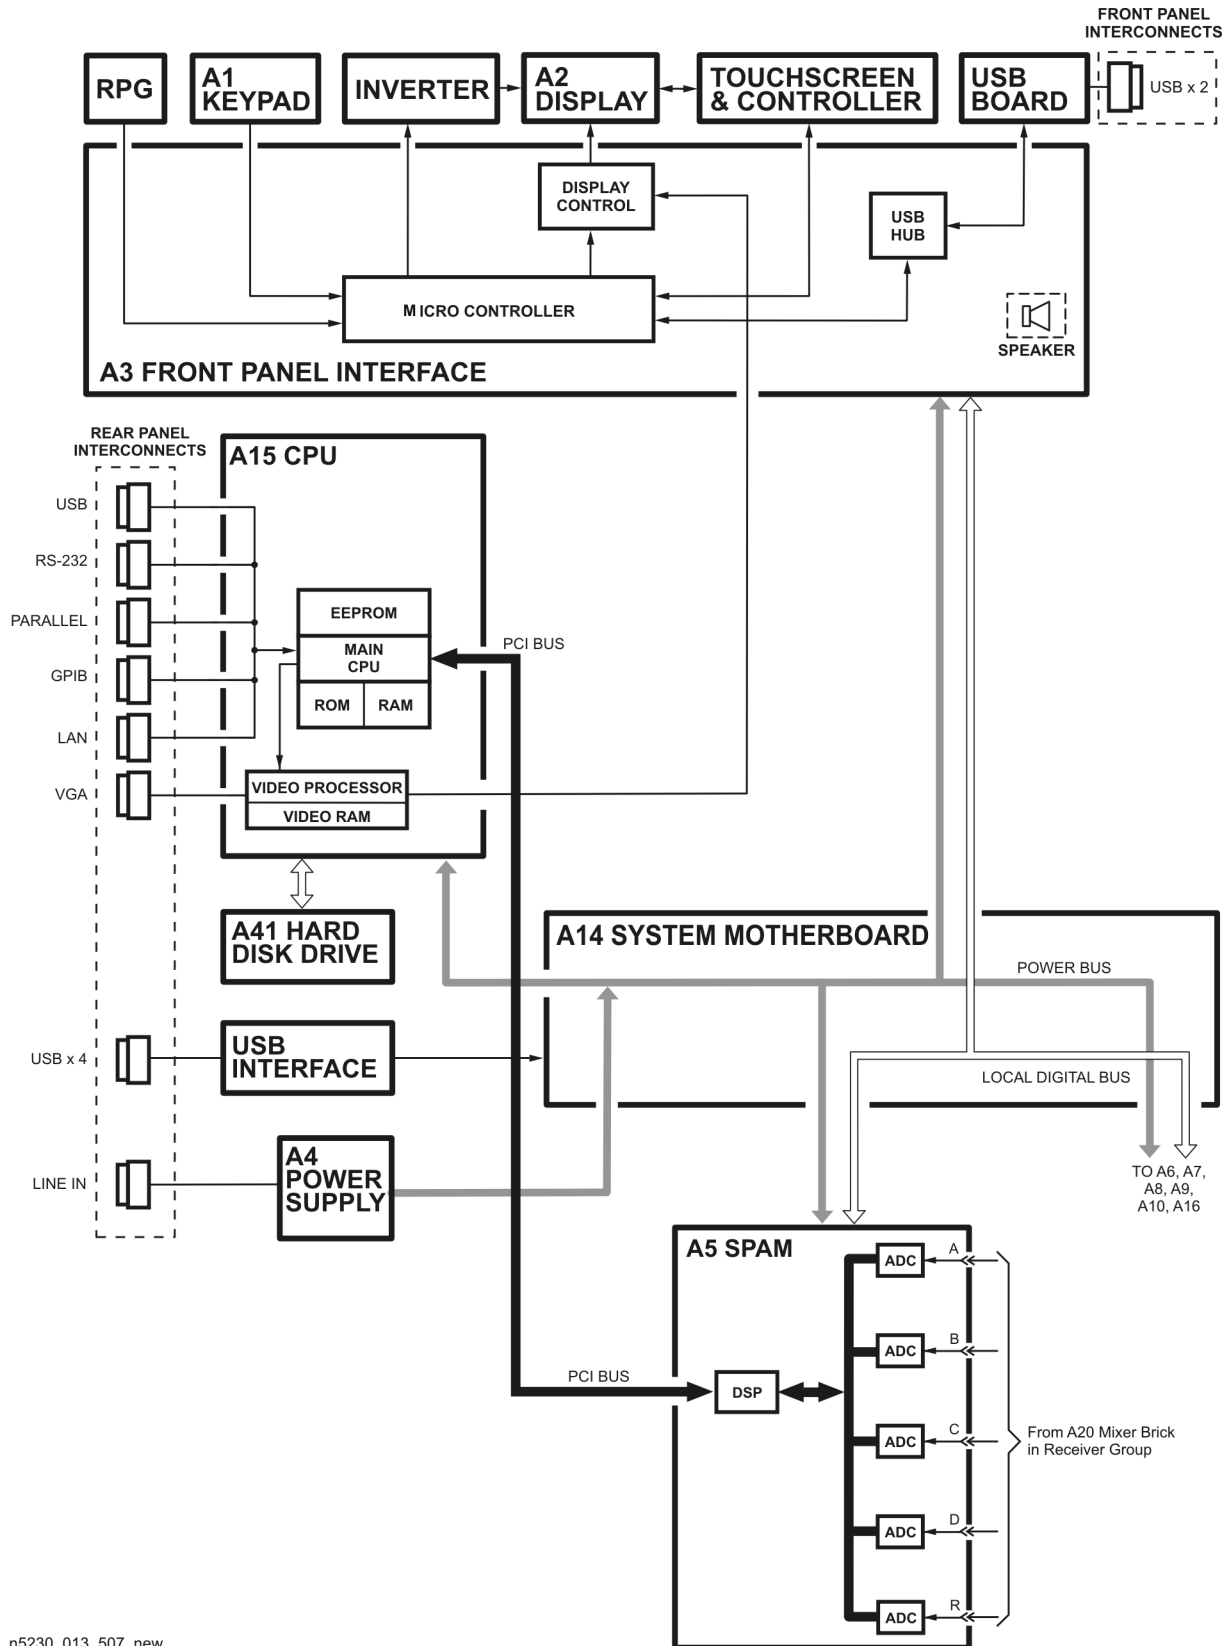 FRONT PANEL
INTERCONNECTS
RPG
A1
KEYPAD
INVERTER
A2
DISPLAY
TOUCHSCREEN
& CONTROLLER
USB
BOARD
USB x 2
DISPLAY
CONTROL
USB
HUB
MICRO CONTROLLER
SPEAKER
A3 FRONT PANEL INTERFACE
REAR PANEL
INTERCONNECTS
A15 CPU
USB
RS-232
PARALLEL
GPIB
LAN
VGA
EEPROM
MAIN
CPU
ROM
RAM
PCI BUS
VIDEO PROCESSOR
VIDEO RAM
A41 HARD
DISK DRIVE
A14 SYSTEM MOTHERBOARD
POWER BUS
USB x 4
USB
INTERFACE
LOCAL DIGITAL BUS
LINE IN
A4
POWER
SUPPLY
TO A6, A7,
A8, A9,
A10, A16
A5 SPAM
ADC
A
ADC
B
PCI BUS
DSP
ADC
C
From A20 Mixer Brick
in Receiver Group
ADC
D
ADC
R
n5230_013_507_new